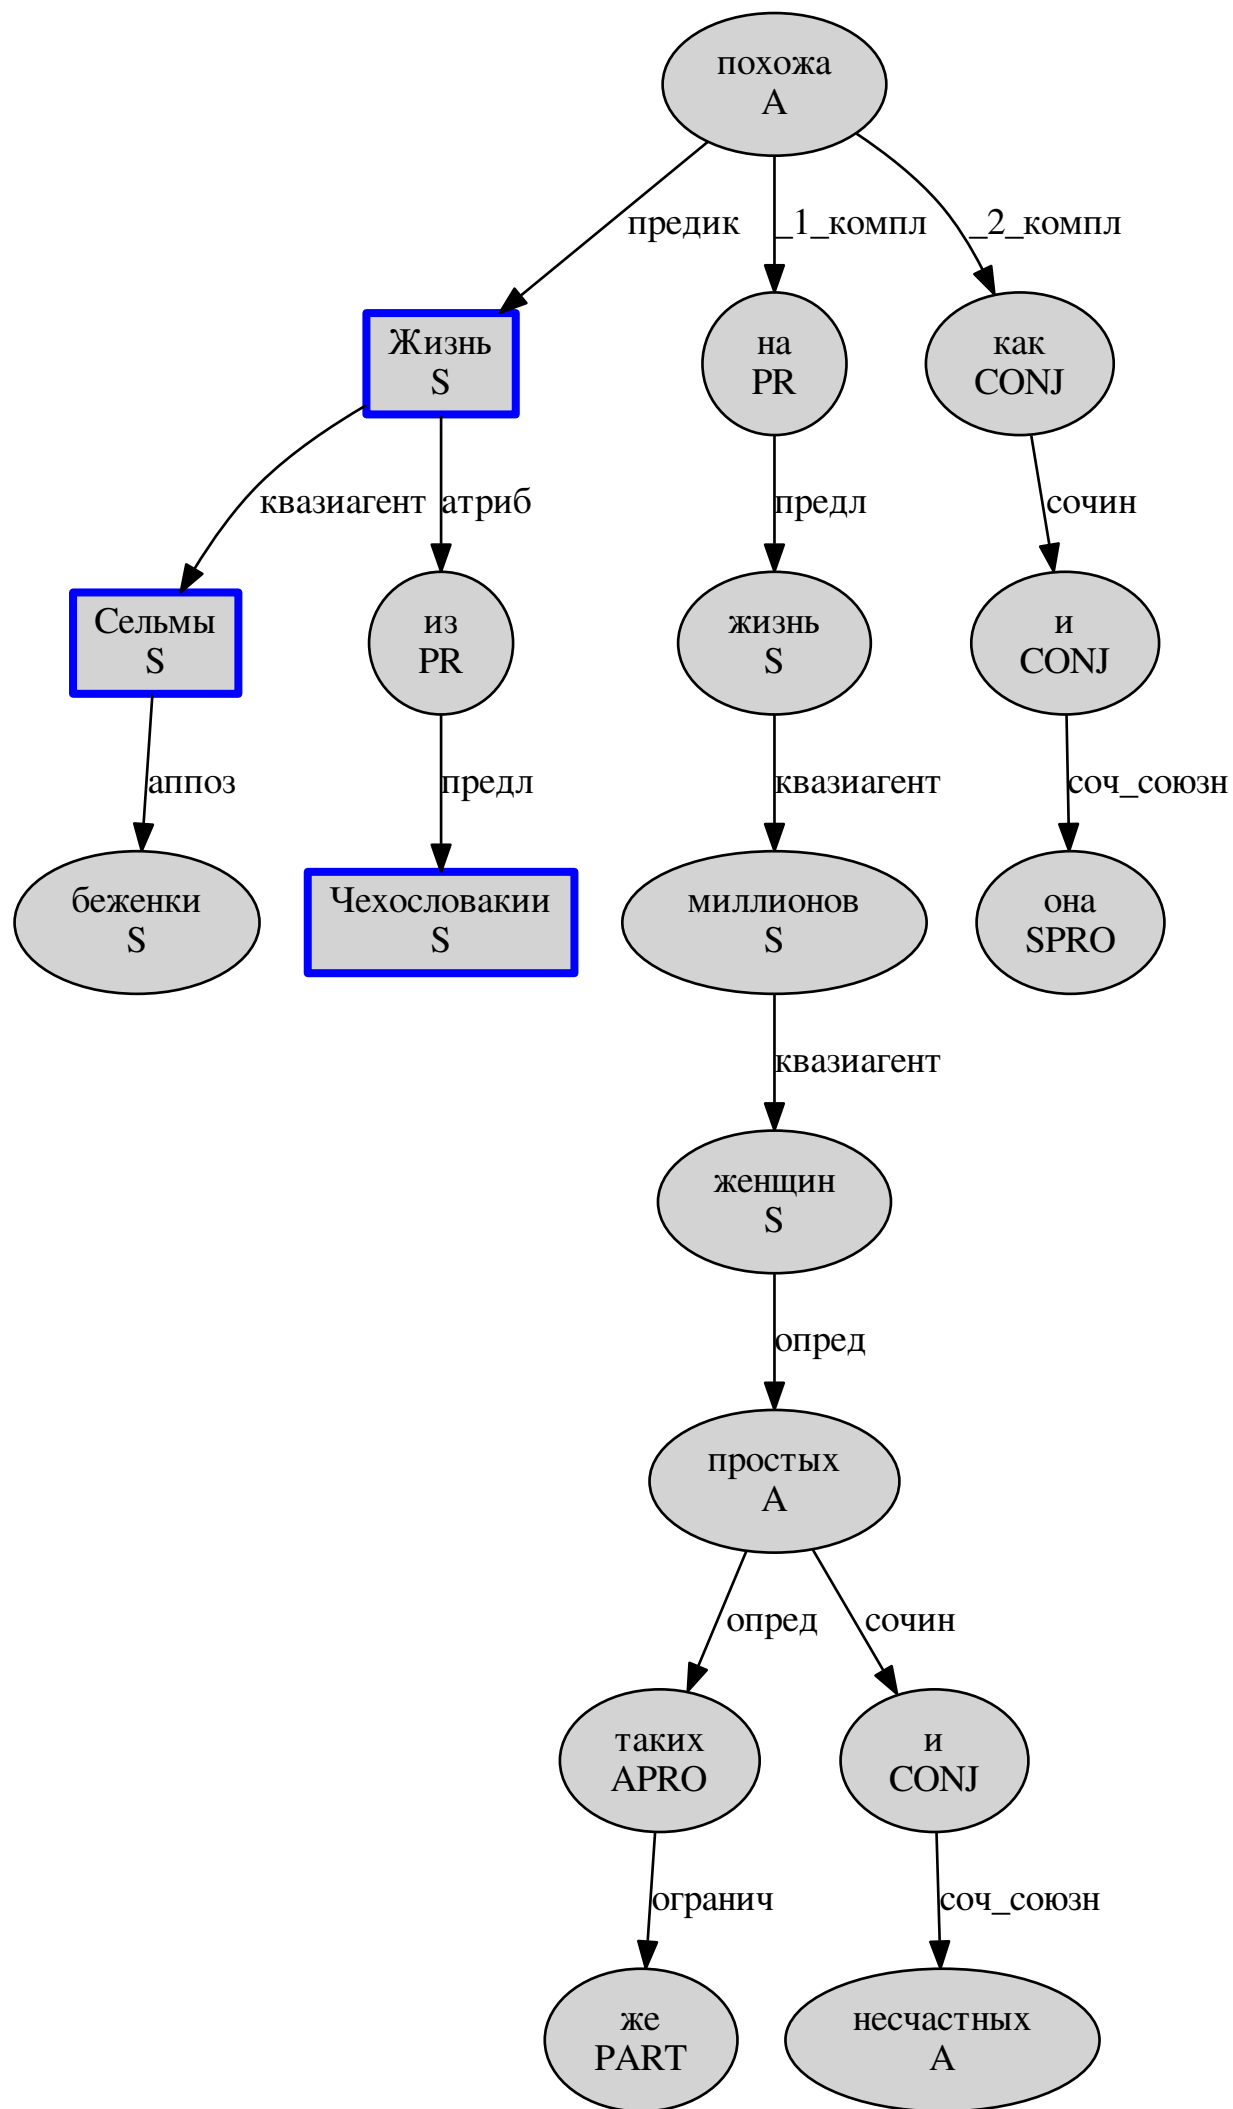 похожа
A
предик
_1_компл
_2_компл
Жизнь
S
на
PR
как
CONJ
квазиагент
атриб
предл
сочин
Сельмы
S
из
PR
жизнь
S
и
CONJ
аппоз
предл
квазиагент
соч_союзн
беженки
S
Чехословакии
S
миллионов
S
она
SPRO
квазиагент
женщин
S
опред
простых
A
опред
сочин
таких
APRO
и
CONJ
огранич
соч_союзн
же
PART
несчастных
A